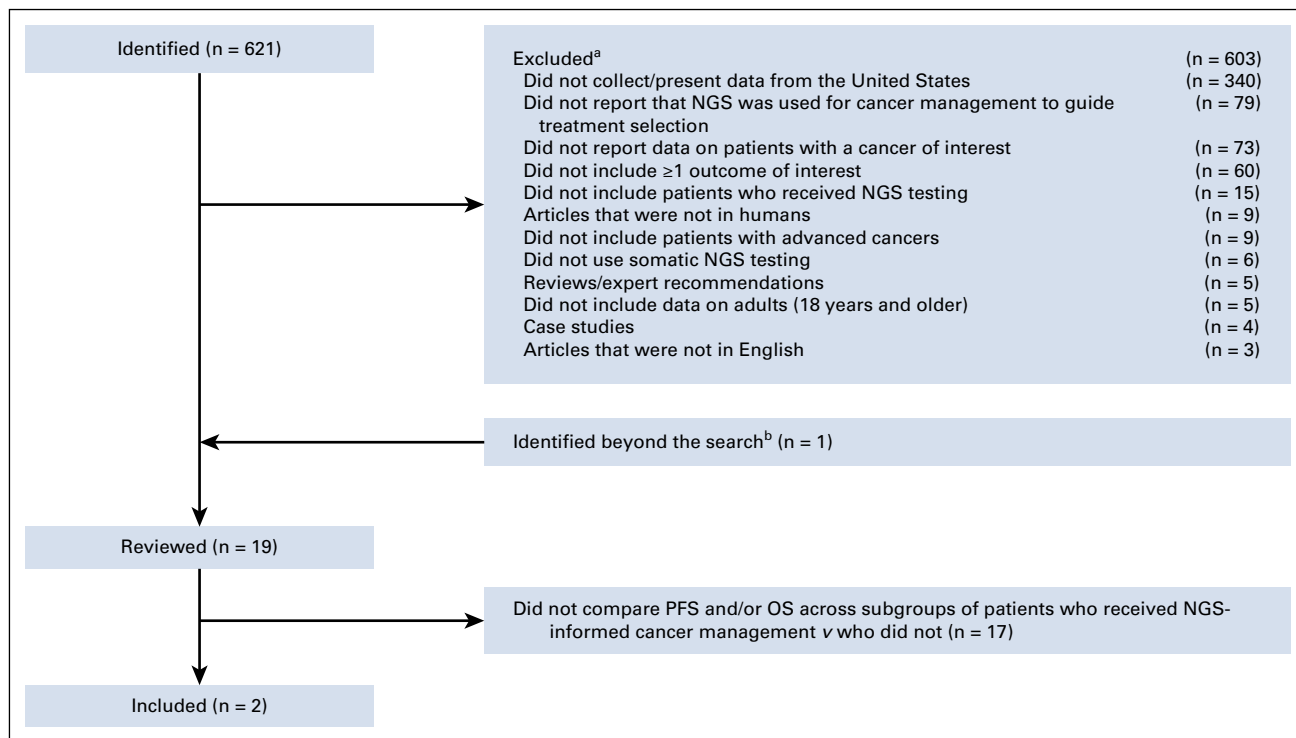 Identified (n = 621)
Excludedᵃ (n = 603)
Did not collect/present data from the United States (n = 340)
Did not report that NGS was used for cancer management to guide (n = 79)
treatment selection
Did not report data on patients with a cancer of interest (n = 73)
Did not include ≥1 outcome of interest (n = 60)
Did not include patients who received NGS testing (n = 15)
Articles that were not in humans (n = 9)
Did not include patients with advanced cancers (n = 9)
Did not use somatic NGS testing (n = 6)
Reviews/expert recommendations (n = 5)
Did not include data on adults (18 years and older) (n = 5)
Case studies (n = 4)
Articles that were not in English (n = 3)
Identified beyond the searchᵇ (n = 1)
Reviewed (n = 19)
Did not compare PFS and/or OS across subgroups of patients who received NGS-
informed cancer management v who did not (n = 17)
Included (n = 2)